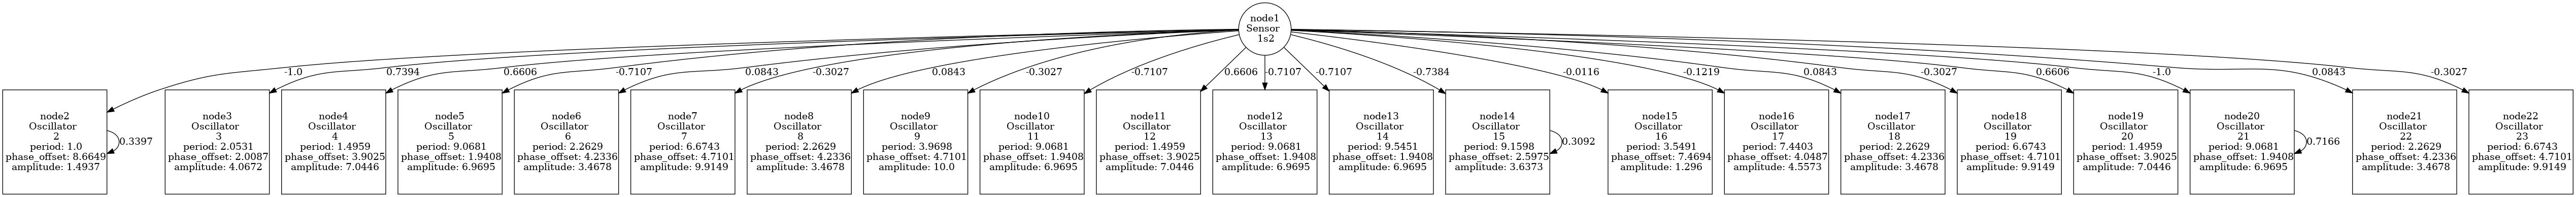 node1
Sensor
1s2
-1.0
0.7394
0.6606
-0.7107
0.0843
-0.3027
0.0843
-0.3027
-0.7107
0.6606
-0.7107
-0.7107
-0.7384
-0.0116
-0.1219
0.0843
-0.3027
0.6606
-1.0
0.0843
-0.3027
node2
Oscillator
2
period: 1.0
phase_offset: 8.6649
amplitude: 1.4937
0.3397
node3
Oscillator
3
period: 2.0531
phase_offset: 2.0087
amplitude: 4.0672
node4
Oscillator
4
period: 1.4959
phase_offset: 3.9025
amplitude: 7.0446
node5
Oscillator
5
period: 9.0681
phase_offset: 1.9408
amplitude: 6.9695
node6
Oscillator
6
period: 2.2629
phase_offset: 4.2336
amplitude: 3.4678
node7
Oscillator
7
period: 6.6743
phase_offset: 4.7101
amplitude: 9.9149
node8
Oscillator
8
period: 2.2629
phase_offset: 4.2336
amplitude: 3.4678
node9
Oscillator
9
period: 3.9698
phase_offset: 4.7101
amplitude: 10.0
node10
Oscillator
11
period: 9.0681
phase_offset: 1.9408
amplitude: 6.9695
node11
Oscillator
12
period: 1.4959
phase_offset: 3.9025
amplitude: 7.0446
node12
Oscillator
13
period: 9.0681
phase_offset: 1.9408
amplitude: 6.9695
node13
Oscillator
14
period: 9.5451
phase_offset: 1.9408
amplitude: 6.9695
node14
Oscillator
15
period: 9.1598
phase_offset: 2.5975
amplitude: 3.6373
0.3092
node15
Oscillator
16
period: 3.5491
phase_offset: 7.4694
amplitude: 1.296
node16
Oscillator
17
period: 7.4403
phase_offset: 4.0487
amplitude: 4.5573
node17
Oscillator
18
period: 2.2629
phase_offset: 4.2336
amplitude: 3.4678
node18
Oscillator
19
period: 6.6743
phase_offset: 4.7101
amplitude: 9.9149
node19
Oscillator
20
period: 1.4959
phase_offset: 3.9025
amplitude: 7.0446
node20
Oscillator
21
period: 9.0681
phase_offset: 1.9408
amplitude: 6.9695
0.7166
node21
Oscillator
22
period: 2.2629
phase_offset: 4.2336
amplitude: 3.4678
node22
Oscillator
23
period: 6.6743
phase_offset: 4.7101
amplitude: 9.9149